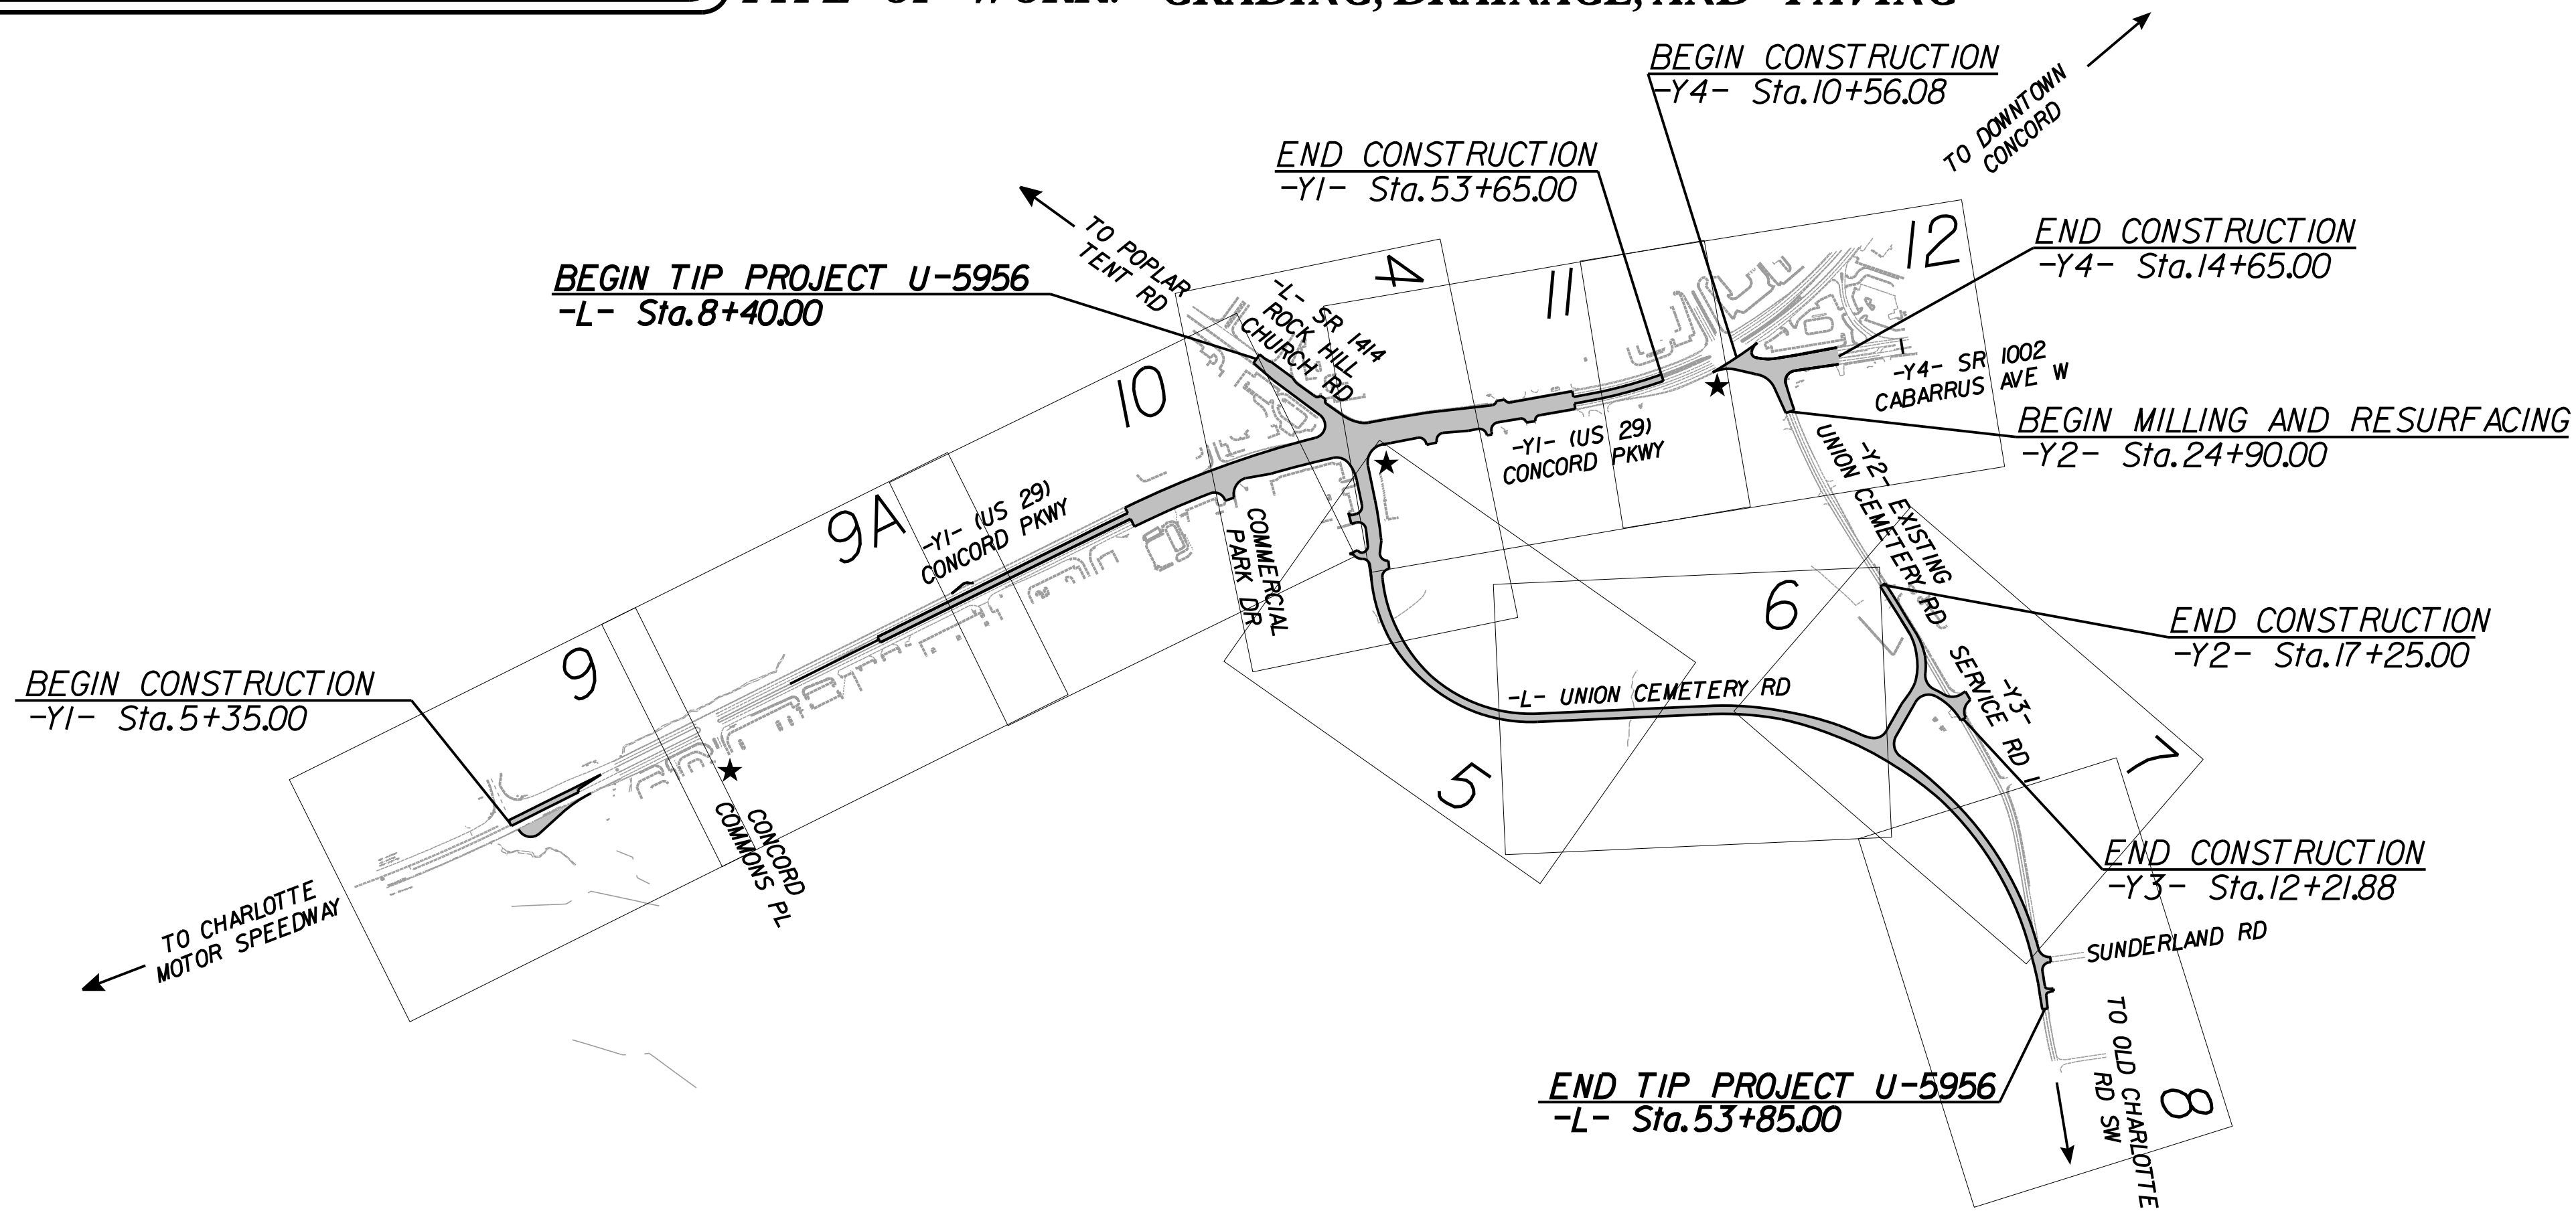 TYPE OF WORK: GRADING, DRAINAGE, AND PAVING
BEGIN CONSTRUCTION
-Y4- Sta.10+56.08
TO DOWNTOWN
CONCORD
END CONSTRUCTION
-Y1- Sta.53+65.00
TO POPLAR
TENT RD
12
END CONSTRUCTION
-Y4- Sta.14+65.00
BEGIN TIP PROJECT U-5956
-L- Sta.8+40.00
-L- SR 1414
ROCK HILL
CHURCH RD
4
11
10
-Y4- SR 1002
CABARRUS AVE W
BEGIN MILLING AND RESURFACING
-Y2- Sta.24+90.00
-Y1- (US 29)
CONCORD PKWY
-Y2- EXISTING
UNION CEMETERY RD
9A
-Y1- (US 29)
CONCORD PKWY
COMMERCIAL
PARK DR
6
END CONSTRUCTION
-Y2- Sta.17+25.00
9
BEGIN CONSTRUCTION
-Y1- Sta.5+35.00
-L- UNION CEMETERY RD
-Y3-
SERVICE RD 1
7
5
CONCORD
COMMONS PL
END CONSTRUCTION
-Y3- Sta.12+21.88
TO CHARLOTTE
MOTOR SPEEDWAY
SUNDERLAND RD
TO OLD CHARLOTTE
RD SW
8
END TIP PROJECT U-5956
-L- Sta.53+85.00